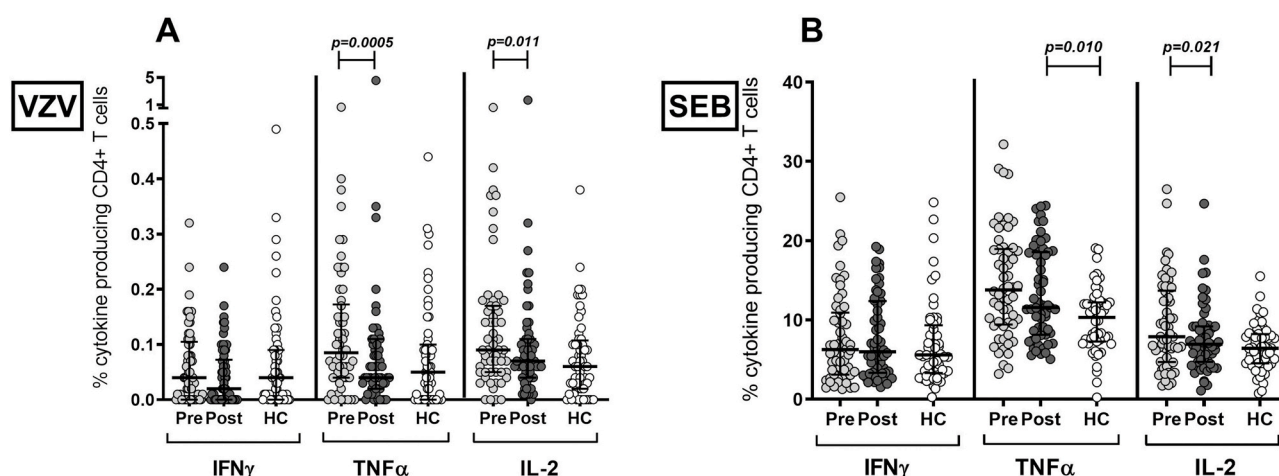 A
VZV
% cytokine producing CD4+ T cells
p=0.0005
p=0.011
5
1
0.5
0.4
0.3
0.2
0.1
0.0
Pre Post HC Pre Post HC Pre Post HC
IFNγ TNFα IL-2
B
SEB
% cytokine producing CD4+ T cells
p=0.010
p=0.021
40
30
20
10
0
Pre Post HC Pre Post HC Pre Post HC
IFNγ TNFα IL-2